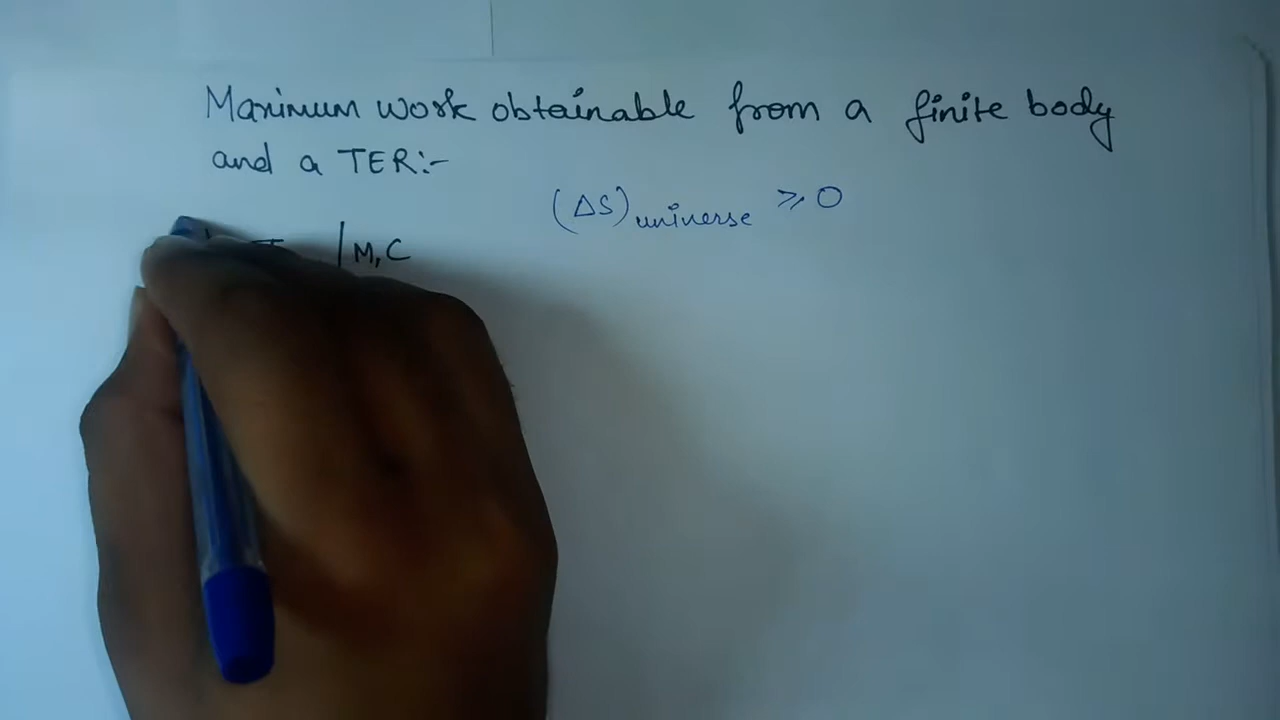 Maximum work obtainable from a finite body
and a TER:-
(ΔS)universe ≥ 0
M,C